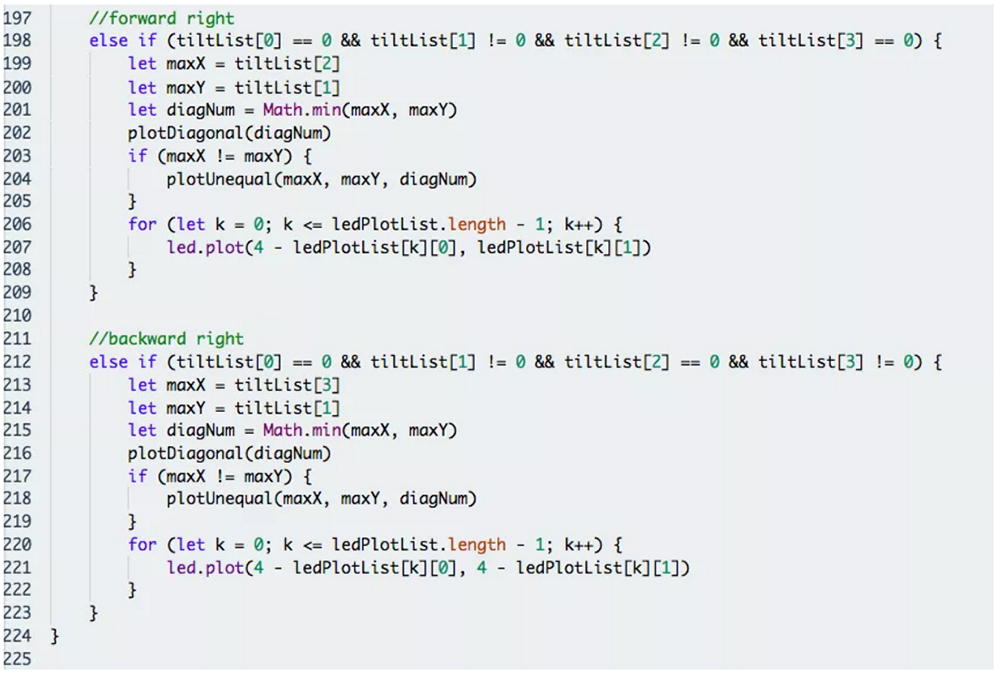 197 //forward right
198 else if (tiltList[0] == 0 && tiltList[1] != 0 && tiltList[2] != 0 && tiltList[3] == 0) {
199 let maxX = tiltList[2]
200 let maxY = tiltList[1]
201 let diagNum = Math.min(maxX, maxY)
202 plotDiagonal(diagNum)
203 if (maxX != maxY) {
204 plotUnequal(maxX, maxY, diagNum)
205 }
206 for (let k = 0; k <= ledPlotList.length - 1; k++) {
207 led.plot(4 - ledPlotList[k][0], ledPlotList[k][1])
208 }
209 }
210
211 //backward right
212 else if (tiltList[0] == 0 && tiltList[1] != 0 && tiltList[2] == 0 && tiltList[3] != 0) {
213 let maxX = tiltList[3]
214 let maxY = tiltList[1]
215 let diagNum = Math.min(maxX, maxY)
216 plotDiagonal(diagNum)
217 if (maxX != maxY) {
218 plotUnequal(maxX, maxY, diagNum)
219 }
220 for (let k = 0; k <= ledPlotList.length - 1; k++) {
221 led.plot(4 - ledPlotList[k][0], 4 - ledPlotList[k][1])
222 }
223 }
224 }
225